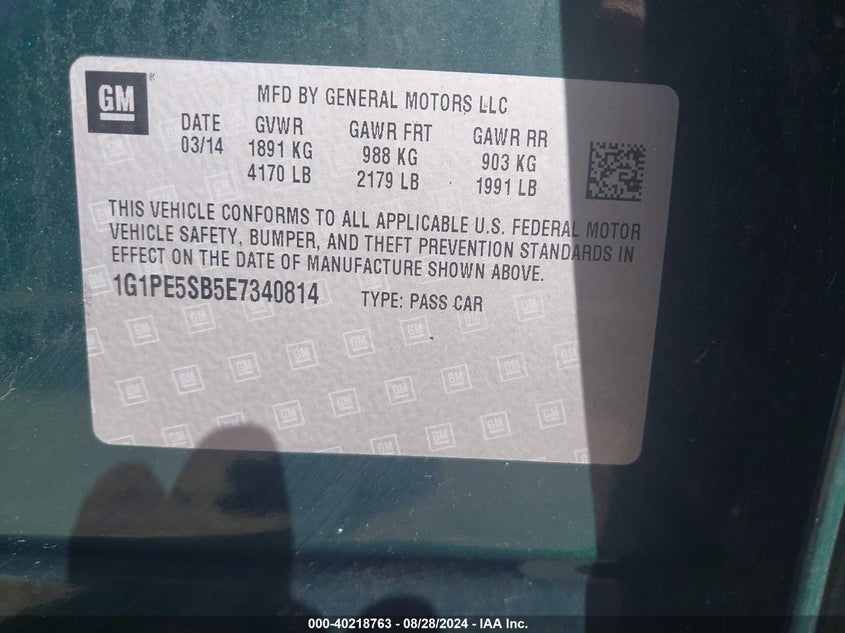 GM
MFD BY GENERAL MOTORS LLC
DATE GVWR GAWR FRT GAWR RR
03/14 1891 KG 988 KG 903 KG
4170 LB 2179 LB 1991 LB
THIS VEHICLE CONFORMS TO ALL APPLICABLE U.S. FEDERAL MOTOR
VEHICLE SAFETY, BUMPER, AND THEFT PREVENTION STANDARDS IN
EFFECT ON THE DATE OF MANUFACTURE SHOWN ABOVE.
1G1PE5SB5E7340814 TYPE: PASS CAR
000-40218763 - 08/28/2024 - IAA Inc.